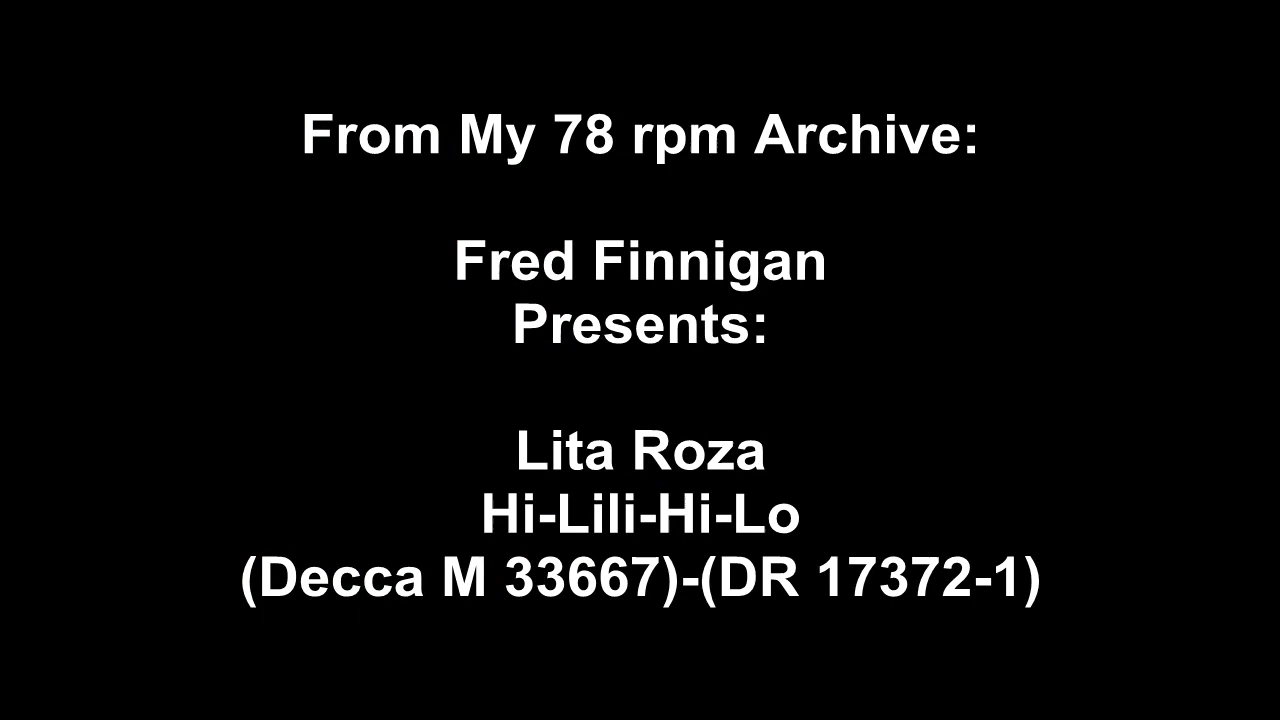 From My 78 rpm Archive:
Fred Finnigan
Presents:
Lita Roza
Hi-Lili-Hi-Lo
(Decca M 33667)-(DR 17372-1)